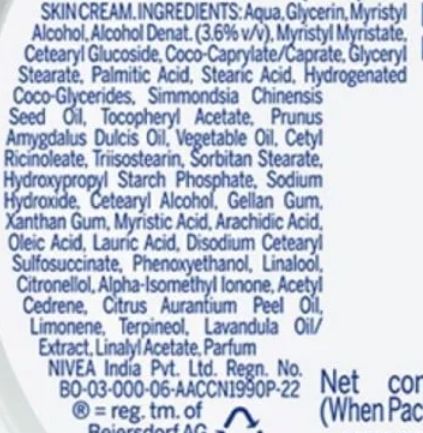 SKIN CREAM. INGREDIENTS: Aqua, Glycerin, Myristyl
Alcohol, Alcohol Denat. (3.6% v/v), Myristyl Myristate,
Cetearyl Glucoside, Coco-Caprylate/Caprate, Glyceryl
Stearate, Palmitic Acid, Stearic Acid, Hydrogenated
Coco-Glycerides, Simmondsia Chinensis
Seed Oil, Tocopheryl Acetate, Prunus
Amygdalus Dulcis Oil, Vegetable Oil, Cetyl
Ricinoleate, Triisostearin, Sorbitan Stearate,
Hydroxypropyl Starch Phosphate, Sodium
Hydroxide, Cetearyl Alcohol, Gellan Gum,
Xanthan Gum, Myristic Acid, Arachidic Acid,
Oleic Acid, Lauric Acid, Disodium Cetearyl
Sulfosuccinate, Phenoxyethanol, Linalool,
Citronellol, Alpha-Isomethyl Ionone, Acetyl
Cedrene, Citrus Aurantium Peel Oil,
Limonene, Terpineol, Lavandula Oil/
Extract, Linalyl Acetate, Parfum
NIVEA India Pvt. Ltd. Regn. No.
BO-03-000-06-AACCN1990P-22
® = reg. tm. of
Beiersdorf AG
Net con
(When Pac